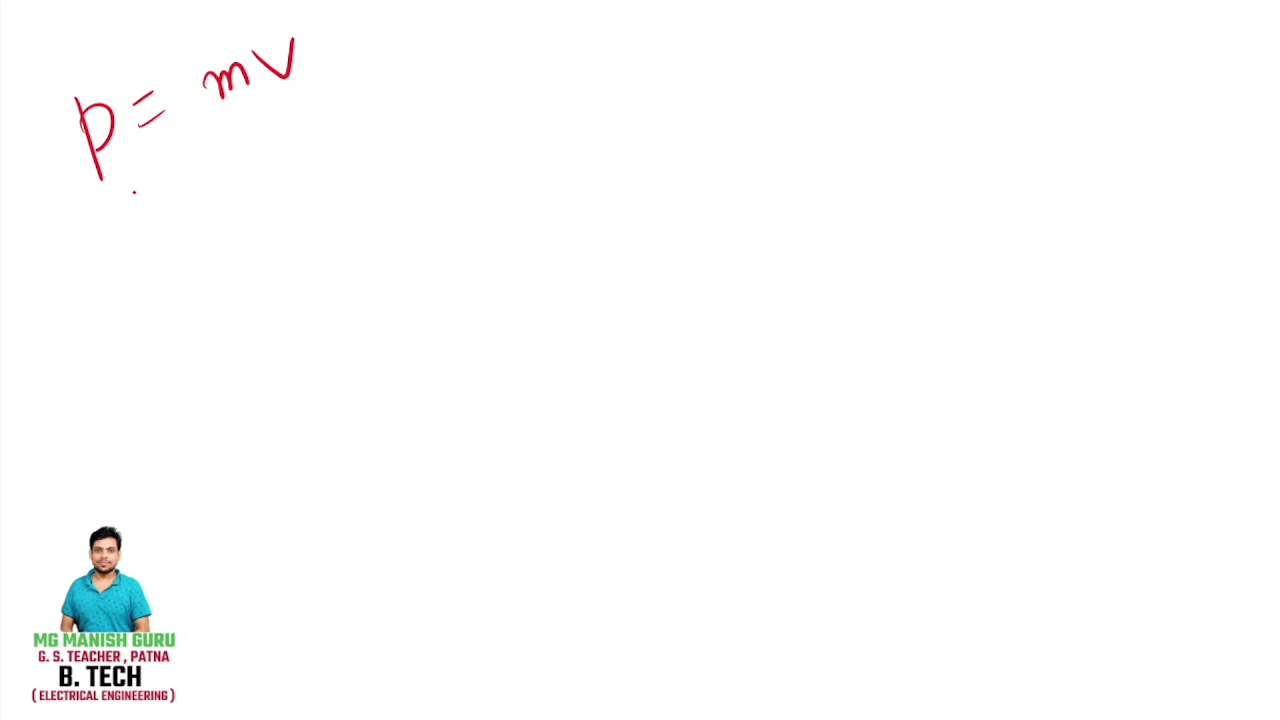 p = mv
MG MANISH GURU
G. S. TEACHER , PATNA
B. TECH
( ELECTRICAL ENGINEERING )